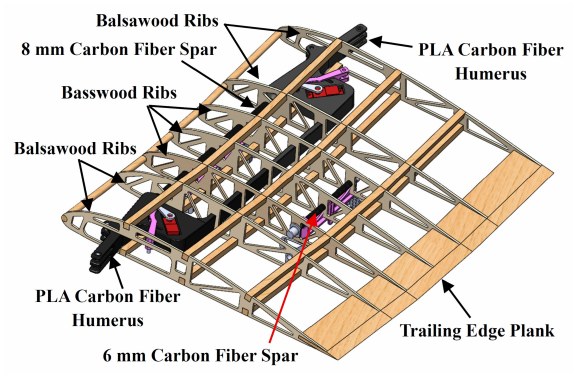 Balsawood Ribs
8 mm Carbon Fiber Spar
PLA Carbon Fiber
Humerus
Basswood Ribs
Balsawood Ribs
PLA Carbon Fiber
Humerus
Trailing Edge Plank
6 mm Carbon Fiber Spar